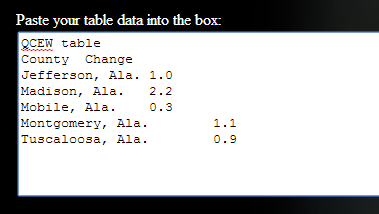 Paste your table data into the box:
QCEW table
County  Change
Jefferson, Ala. 1.0
Madison, Ala.   2.2
Mobile, Ala.    0.3
Montgomery, Ala.        1.1
Tuscaloosa, Ala.        0.9